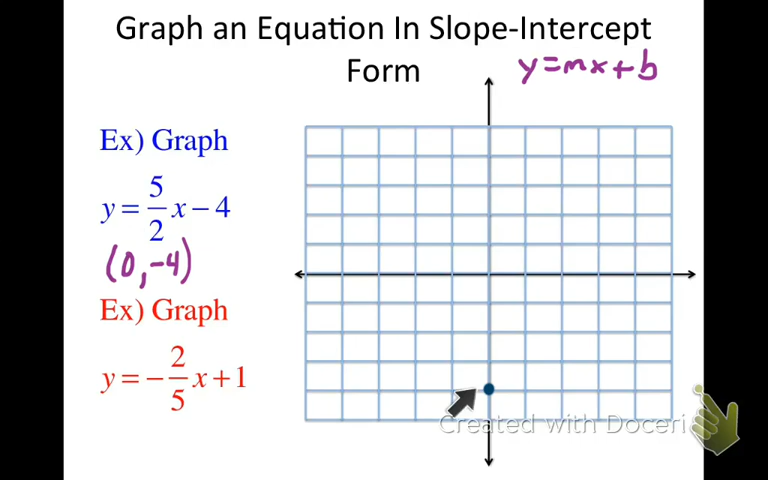 Graph an Equation In Slope-Intercept
Form
y=mx+b
Ex) Graph
y = 5/2 x − 4
(0,-4)
Ex) Graph
y = − 2/5 x + 1
Created with Doceri